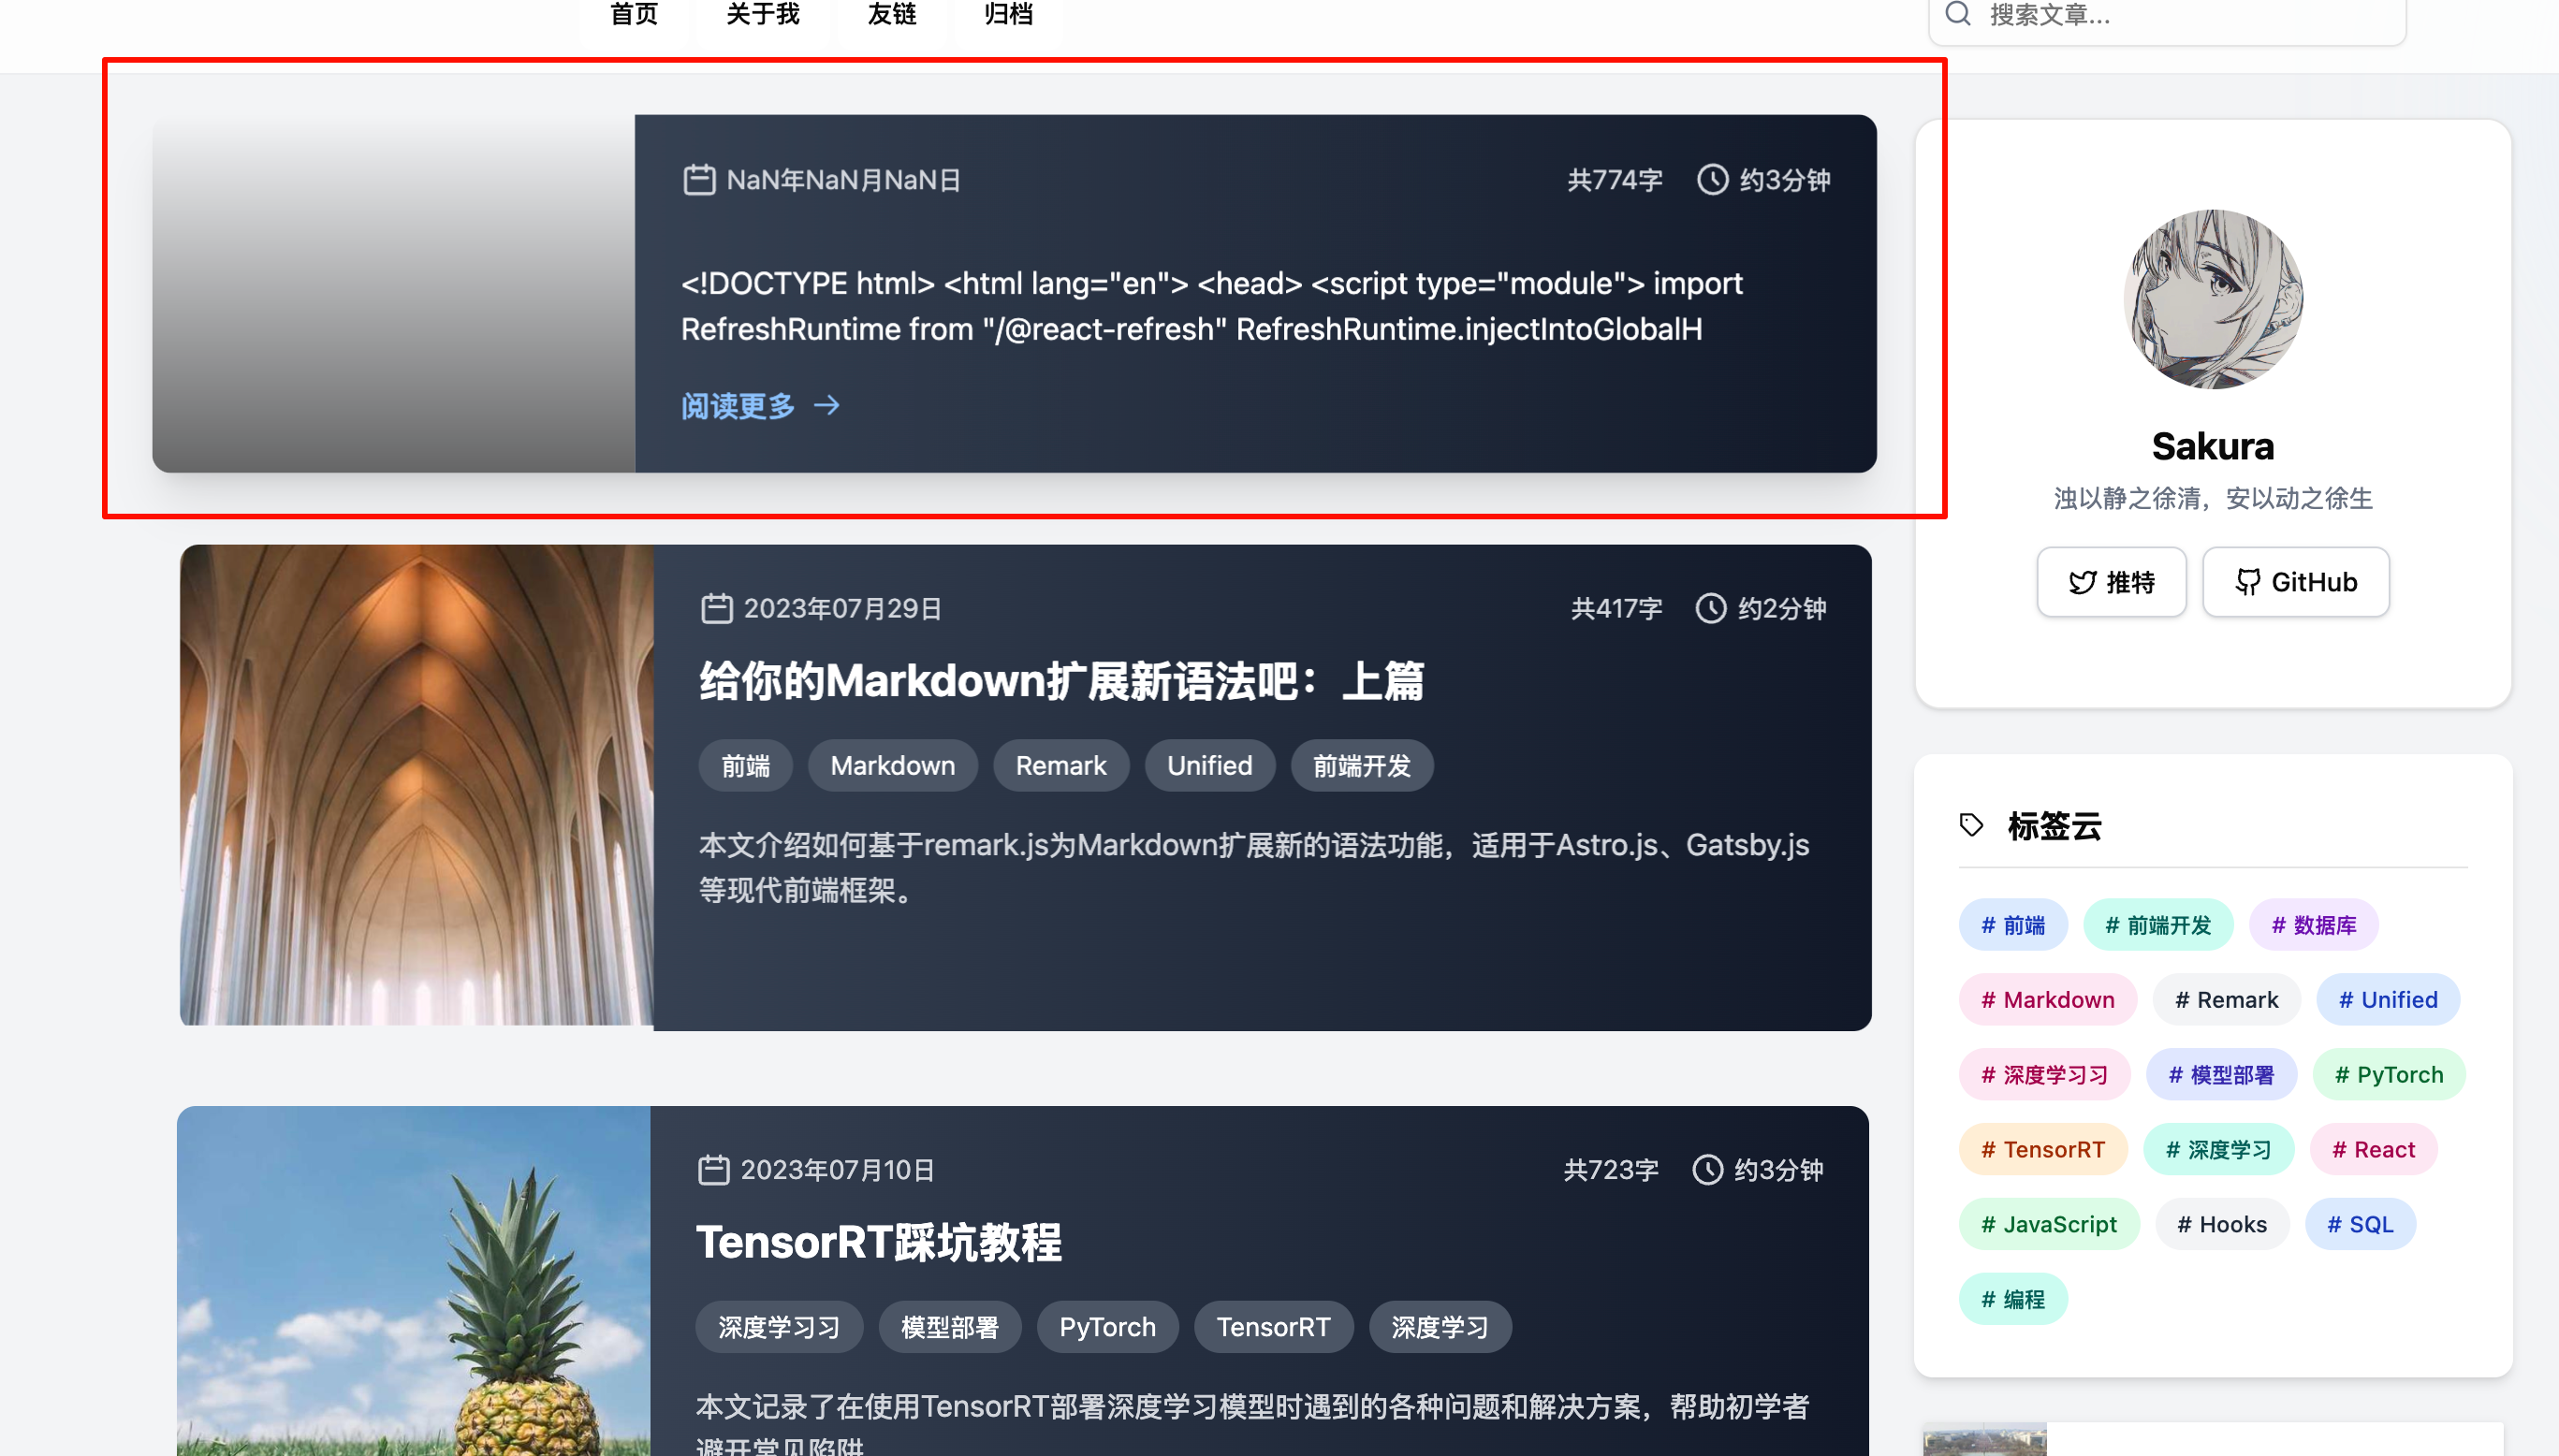 首页
关于我
友链
归档
搜索文章...
NaN年NaN月NaN日
共774字
约3分钟
<!DOCTYPE html> <html lang="en"> <head> <script type="module"> import
RefreshRuntime from "/@react-refresh" RefreshRuntime.injectIntoGlobalH
阅读更多 →
2023年07月29日
共417字
约2分钟
给你的Markdown扩展新语法吧：上篇
前端
Markdown
Remark
Unified
前端开发
本文介绍如何基于remark.js为Markdown扩展新的语法功能，适用于Astro.js、Gatsby.js
等现代前端框架。
2023年07月10日
共723字
约3分钟
TensorRT踩坑教程
深度学习习
模型部署
PyTorch
TensorRT
深度学习
本文记录了在使用TensorRT部署深度学习模型时遇到的各种问题和解决方案，帮助初学者
避开常见陷阱
Sakura
浊以静之徐清，安以动之徐生
推特
GitHub
标签云
# 前端
# 前端开发
# 数据库
# Markdown
# Remark
# Unified
# 深度学习习
# 模型部署
# PyTorch
# TensorRT
# 深度学习
# React
# JavaScript
# Hooks
# SQL
# 编程